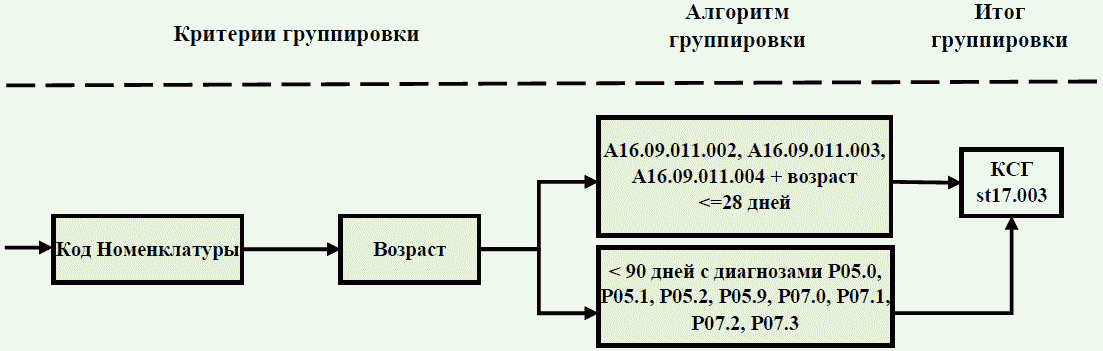 Критерии группировки
Алгоритм
группировки
Итог
группировки
А16.09.011.002, А16.09.011.003,
А16.09.011.004 + возраст
<=28 дней
КСГ
st17.003
Код Номенклатуры
Возраст
< 90 дней с диагнозами Р05.0,
Р05.1, Р05.2, Р05.9, Р07.0, Р07.1,
Р07.2, Р07.3